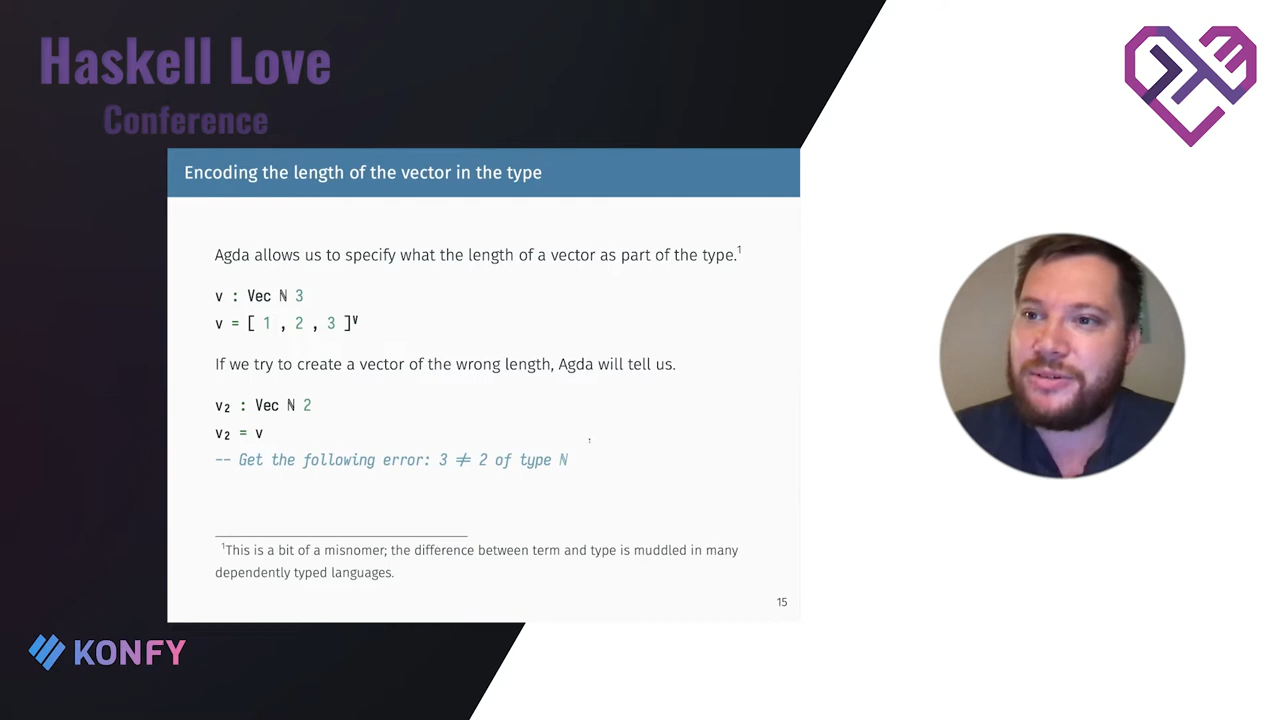 Haskell Love
Conference
Encoding the length of the vector in the type
Agda allows us to specify what the length of a vector as part of the type.¹
v : Vec ℕ 3
v = [ 1 , 2 , 3 ]ⱽ
If we try to create a vector of the wrong length, Agda will tell us.
v₂ : Vec ℕ 2
v₂ = v
-- Get the following error: 3 ≠ 2 of type ℕ
¹This is a bit of a misnomer; the difference between term and type is muddled in many
dependently typed languages.
15
KONFY